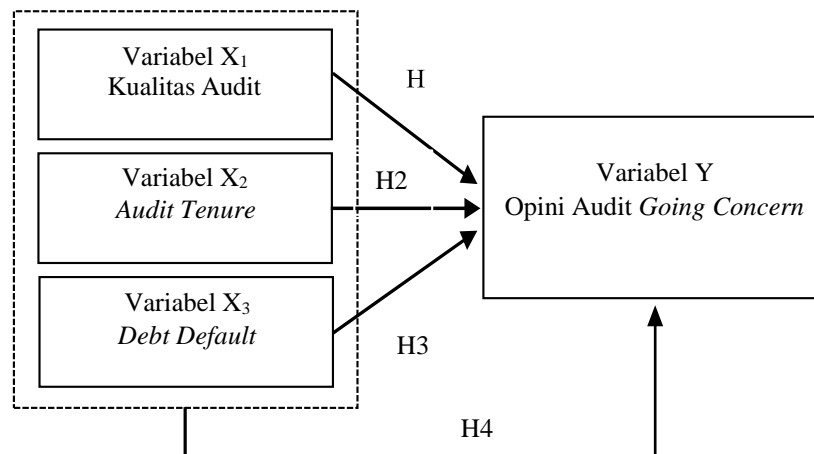 Variabel X₁
Kualitas Audit
H
Variabel X₂
Audit Tenure
H2
Variabel Y
Opini Audit Going Concern
Variabel X₃
Debt Default
H3
H4